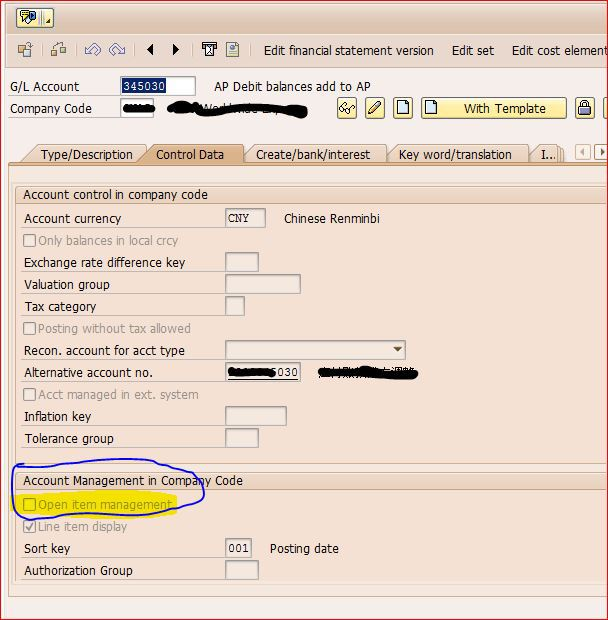 Edit financial statement version Edit set Edit cost element
G/L Account 345030 AP Debit balances add to AP
Company Code
With Template
Type/Description Control Data Create/bank/interest Key word/translation I...
Account control in company code
Account currency CNY Chinese Renminbi
Only balances in local crcy
Exchange rate difference key
Valuation group
Tax category
Posting without tax allowed
Recon. account for acct type
Alternative account no. 030
Acct managed in ext. system
Inflation key
Tolerance group
Account Management in Company Code
Open item management
Line item display
Sort key 001 Posting date
Authorization Group